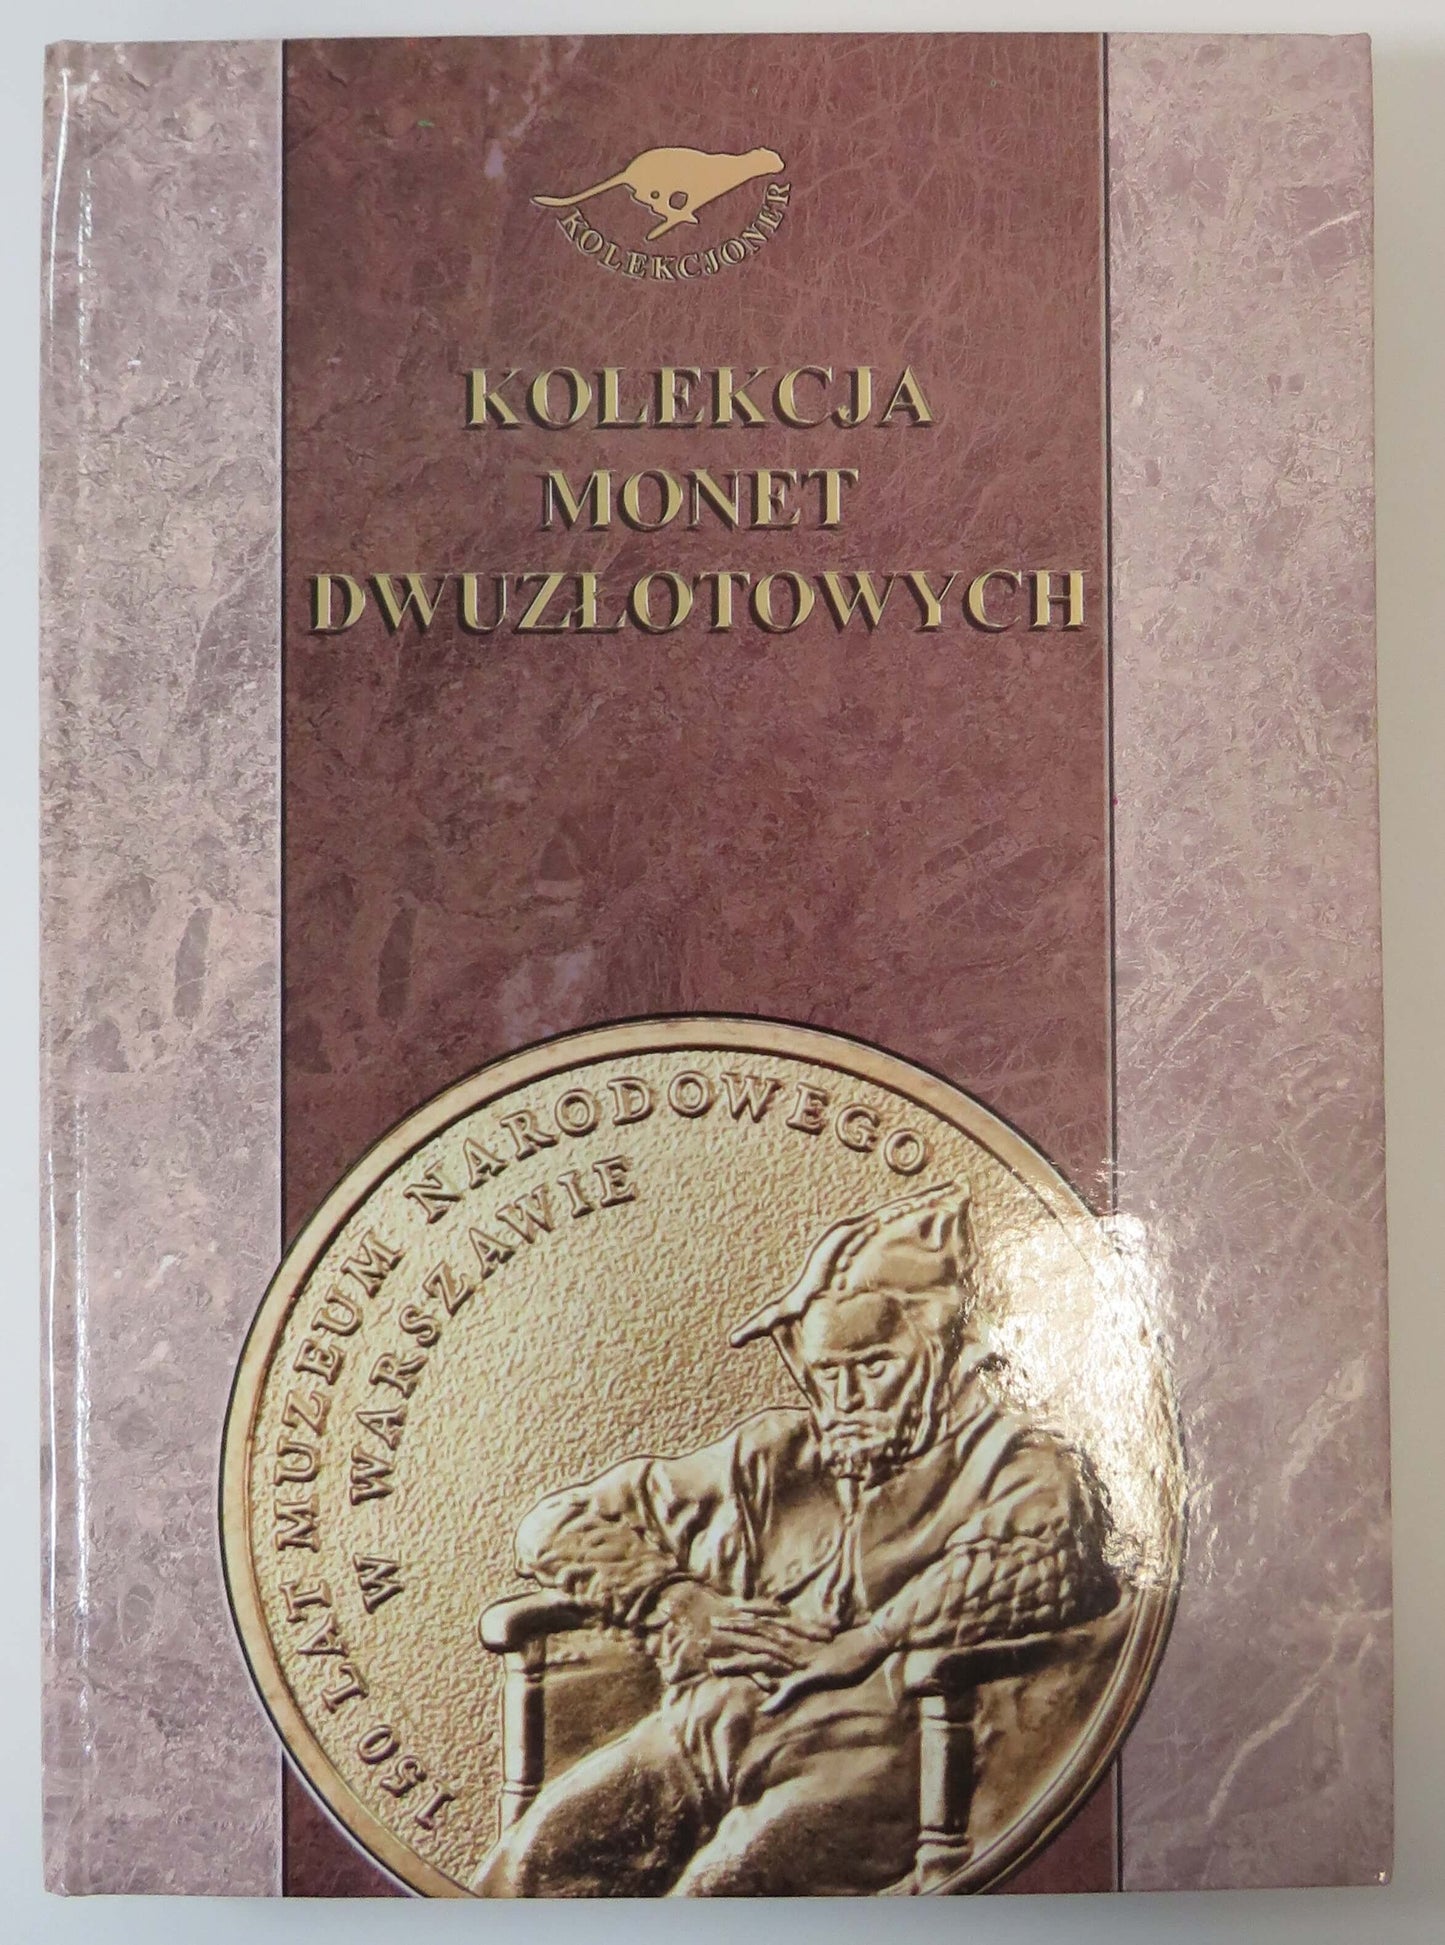 KOLEKCJONER
KOLEKCJA
MONET
DWUZŁOTOWYCH
150 LAT MUZEUM NARODOWEGO
W WARSZAWIE